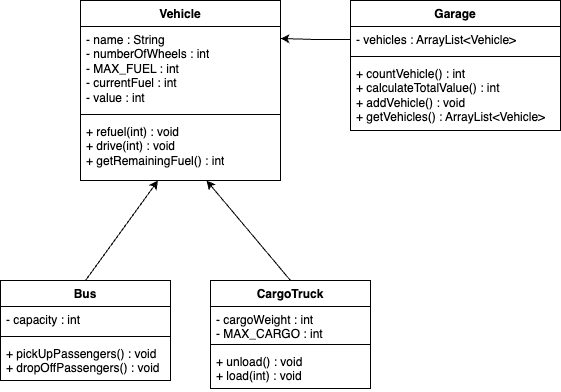 Vehicle
- name : String
- numberOfWheels : int
- MAX_FUEL : int
- currentFuel : int
- value : int
+ refuel(int) : void
+ drive(int) : void
+ getRemainingFuel() : int
Garage
- vehicles : ArrayList<Vehicle>
+ countVehicle() : int
+ calculateTotalValue() : int
+ addVehicle() : void
+ getVehicles() : ArrayList<Vehicle>
Bus
- capacity : int
+ pickUpPassengers() : void
+ dropOffPassengers() : void
CargoTruck
- cargoWeight : int
- MAX_CARGO : int
+ unload() : void
+ load(int) : void